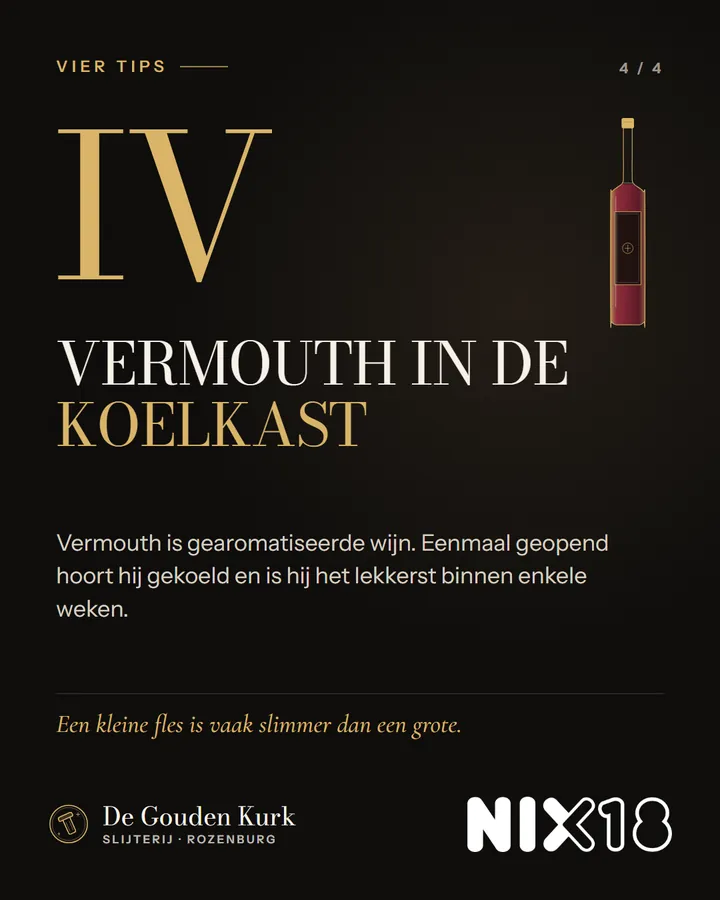 VIER TIPS
4 / 4
IV
VERMOUTH IN DE
KOELKAST
Vermouth is gearomatiseerde wijn. Eenmaal geopend
hoort hij gekoeld en is hij het lekkerst binnen enkele
weken.
Een kleine fles is vaak slimmer dan een grote.
De Gouden Kurk
SLIJTERIJ · ROZENBURG
NIX18